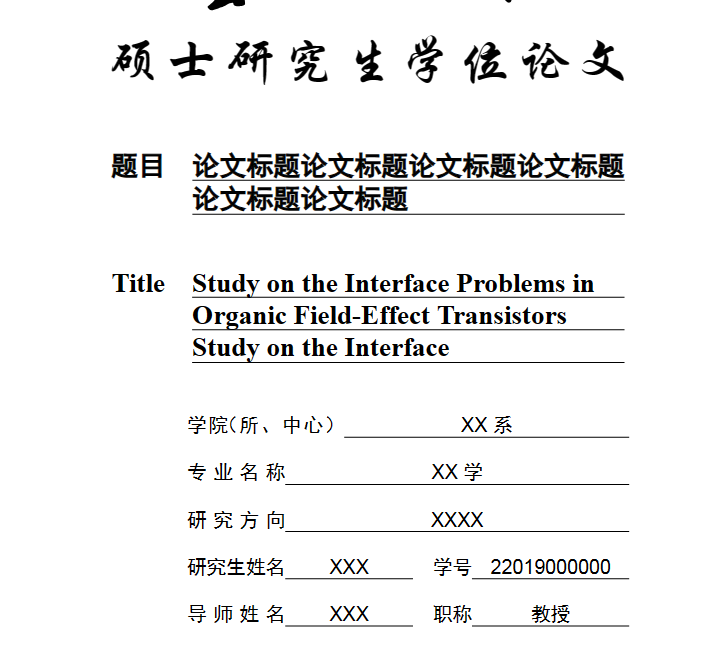 硕士研究生学位论文
题目 论文标题论文标题论文标题论文标题
论文标题论文标题
Title Study on the Interface Problems in
Organic Field-Effect Transistors
Study on the Interface
学院（所、中心） XX 系
专业名称 XX 学
研究方向 XXXX
研究生姓名 XXX 学号 22019000000
导师姓名 XXX 职称 教授